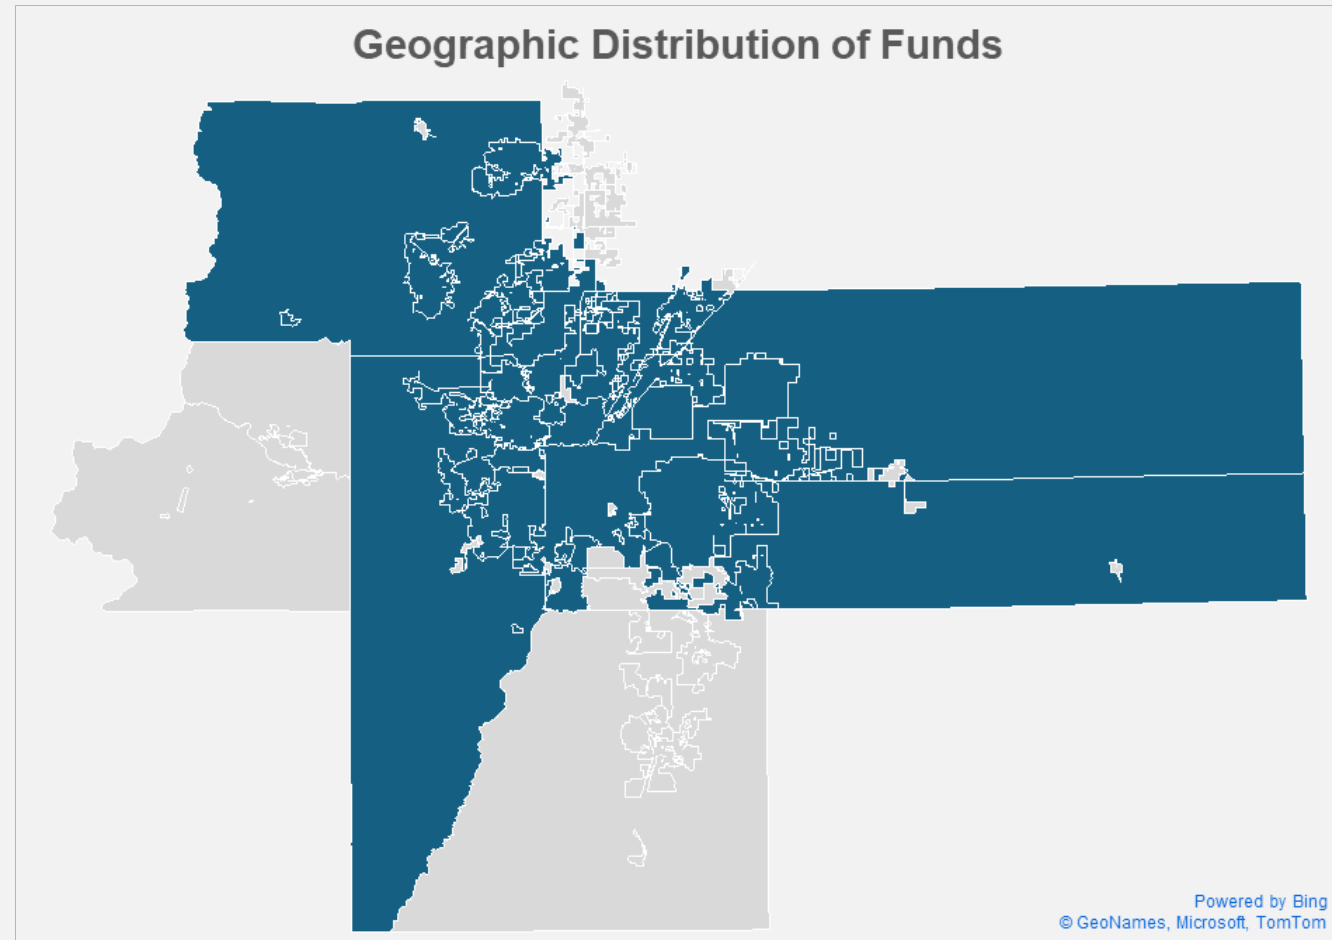 Geographic Distribution of Funds
Powered by Bing
© GeoNames, Microsoft, TomTom